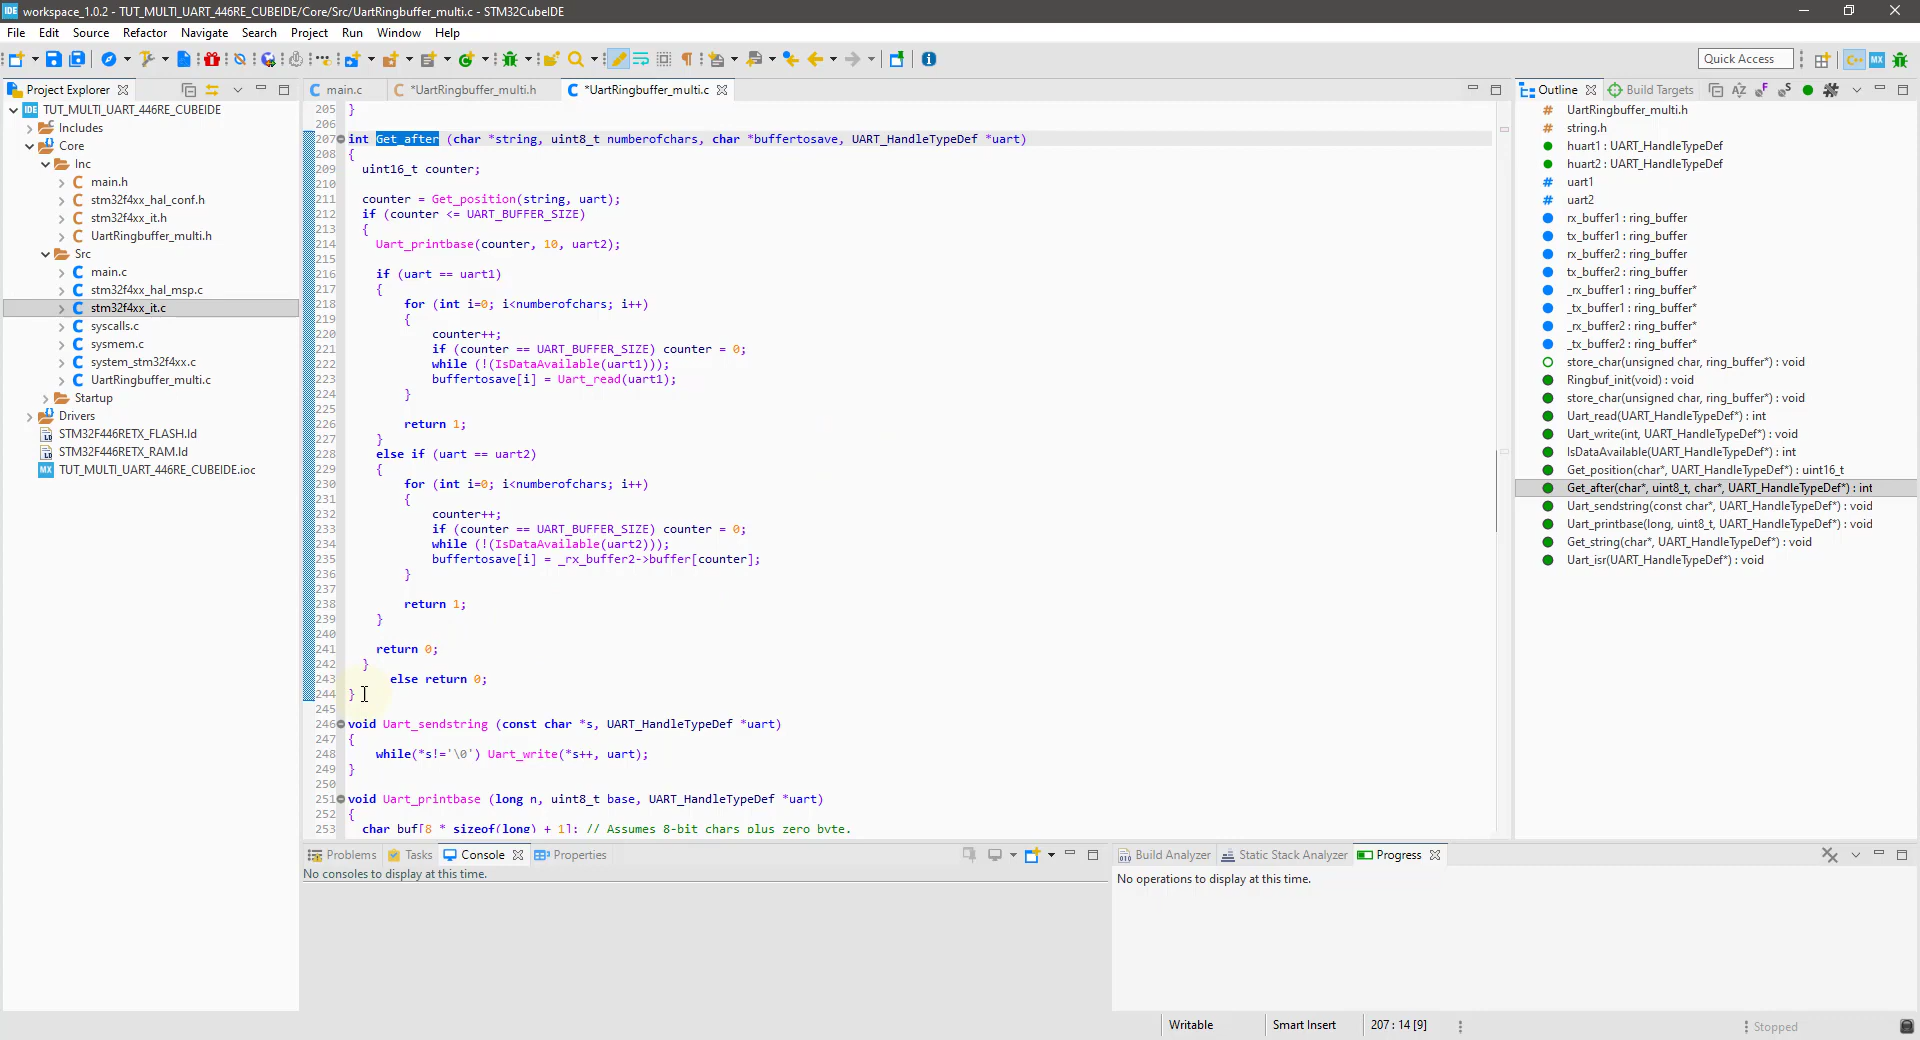 workspace_1.0.2 - TUT_MULTI_UART_446RE_CUBEIDE/Core/Src/UartRingbuffer_multi.c - STM32CubeIDE
File Edit Source Refactor Navigate Search Project Run Window Help
Quick Access
Project Explorer
TUT_MULTI_UART_446RE_CUBEIDE
Includes
Core
Inc
main.h
stm32f4xx_hal_conf.h
stm32f4xx_it.h
UartRingbuffer_multi.h
Src
main.c
stm32f4xx_hal_msp.c
stm32f4xx_it.c
syscalls.c
sysmem.c
system_stm32f4xx.c
UartRingbuffer_multi.c
Startup
Drivers
STM32F446RETX_FLASH.ld
STM32F446RETX_RAM.ld
TUT_MULTI_UART_446RE_CUBEIDE.ioc
main.c *UartRingbuffer_multi.h *UartRingbuffer_multi.c
205 }
206
207 int Get_after (char *string, uint8_t numberofchars, char *buffertosave, UART_HandleTypeDef *uart)
208 {
209 uint16_t counter;
210
211 counter = Get_position(string, uart);
212 if (counter <= UART_BUFFER_SIZE)
213 {
214 Uart_printbase(counter, 10, uart2);
215
216 if (uart == uart1)
217 {
218 for (int i=0; i<numberofchars; i++)
219 {
220 counter++;
221 if (counter == UART_BUFFER_SIZE) counter = 0;
222 while (!(IsDataAvailable(uart1)));
223 buffertosave[i] = Uart_read(uart1);
224 }
225
226 return 1;
227 }
228 else if (uart == uart2)
229 {
230 for (int i=0; i<numberofchars; i++)
231 {
232 counter++;
233 if (counter == UART_BUFFER_SIZE) counter = 0;
234 while (!(IsDataAvailable(uart2)));
235 buffertosave[i] = _rx_buffer2->buffer[counter];
236 }
237
238 return 1;
239 }
240
241 return 0;
242 }
243 else return 0;
244 }
245
246 void Uart_sendstring (const char *s, UART_HandleTypeDef *uart)
247 {
248 while(*s!='\0') Uart_write(*s++, uart);
249 }
250
251 void Uart_printbase (long n, uint8_t base, UART_HandleTypeDef *uart)
252 {
253 char buf[8 * sizeof(long) + 1]; // Assumes 8-bit chars plus zero byte.
Outline Build Targets
UartRingbuffer_multi.h
string.h
huart1 : UART_HandleTypeDef
huart2 : UART_HandleTypeDef
uart1
uart2
rx_buffer1 : ring_buffer
tx_buffer1 : ring_buffer
rx_buffer2 : ring_buffer
tx_buffer2 : ring_buffer
_rx_buffer1 : ring_buffer*
_tx_buffer1 : ring_buffer*
_rx_buffer2 : ring_buffer*
_tx_buffer2 : ring_buffer*
store_char(unsigned char, ring_buffer*) : void
Ringbuf_init(void) : void
store_char(unsigned char, ring_buffer*) : void
Uart_read(UART_HandleTypeDef*) : int
Uart_write(int, UART_HandleTypeDef*) : void
IsDataAvailable(UART_HandleTypeDef*) : int
Get_position(char*, UART_HandleTypeDef*) : uint16_t
Get_after(char*, uint8_t, char*, UART_HandleTypeDef*) : int
Uart_sendstring(const char*, UART_HandleTypeDef*) : void
Uart_printbase(long, uint8_t, UART_HandleTypeDef*) : void
Get_string(char*, UART_HandleTypeDef*) : void
Uart_isr(UART_HandleTypeDef*) : void
Problems Tasks Console Properties
No consoles to display at this time.
Build Analyzer Static Stack Analyzer Progress
No operations to display at this time.
Writable Smart Insert 207 : 14 [9] Stopped